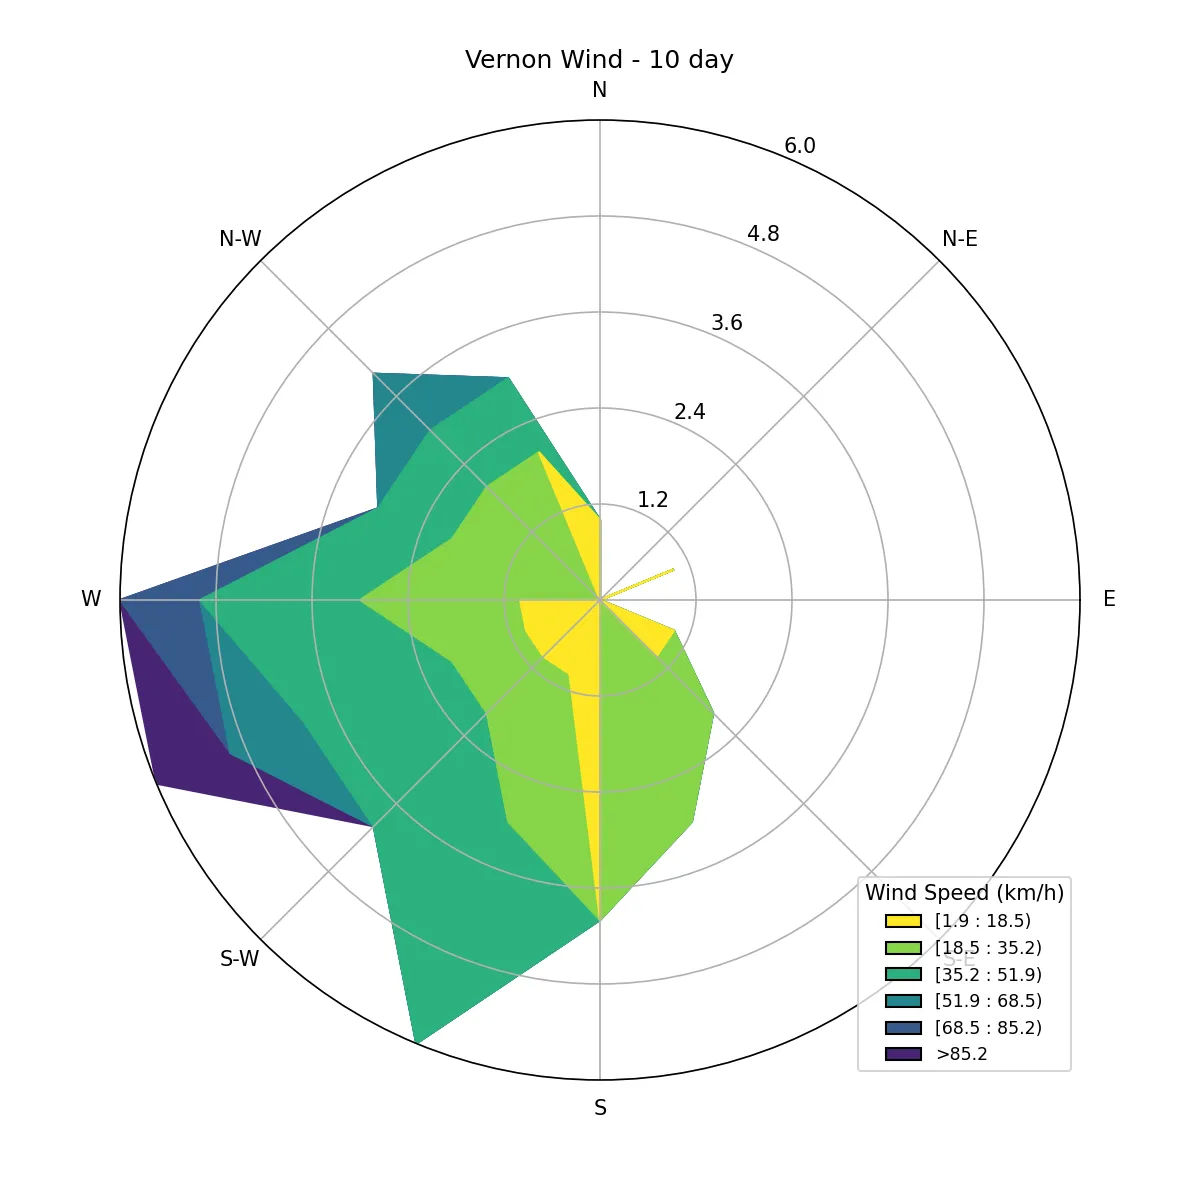 Vernon Wind - 10 day
N
6.0
N-W
4.8
N-E
3.6
2.4
1.2
W
E
S-W
S-E
S
Wind Speed (km/h)
[1.9 : 18.5)
[18.5 : 35.2)
[35.2 : 51.9)
[51.9 : 68.5)
[68.5 : 85.2)
>85.2